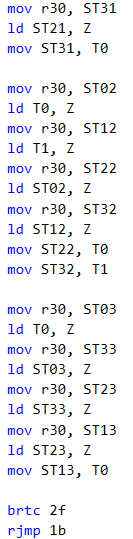 mov r30, ST31
ld ST21, Z
mov ST31, T0

mov r30, ST02
ld T0, Z
mov r30, ST12
ld T1, Z
mov r30, ST22
ld ST02, Z
mov r30, ST32
ld ST12, Z
mov ST22, T0
mov ST32, T1

mov r30, ST03
ld T0, Z
mov r30, ST33
ld ST03, Z
mov r30, ST23
ld ST33, Z
mov r30, ST13
ld ST23, Z
mov ST13, T0

brtc 2f
rjmp 1b